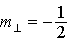 m⊥ = −1/2